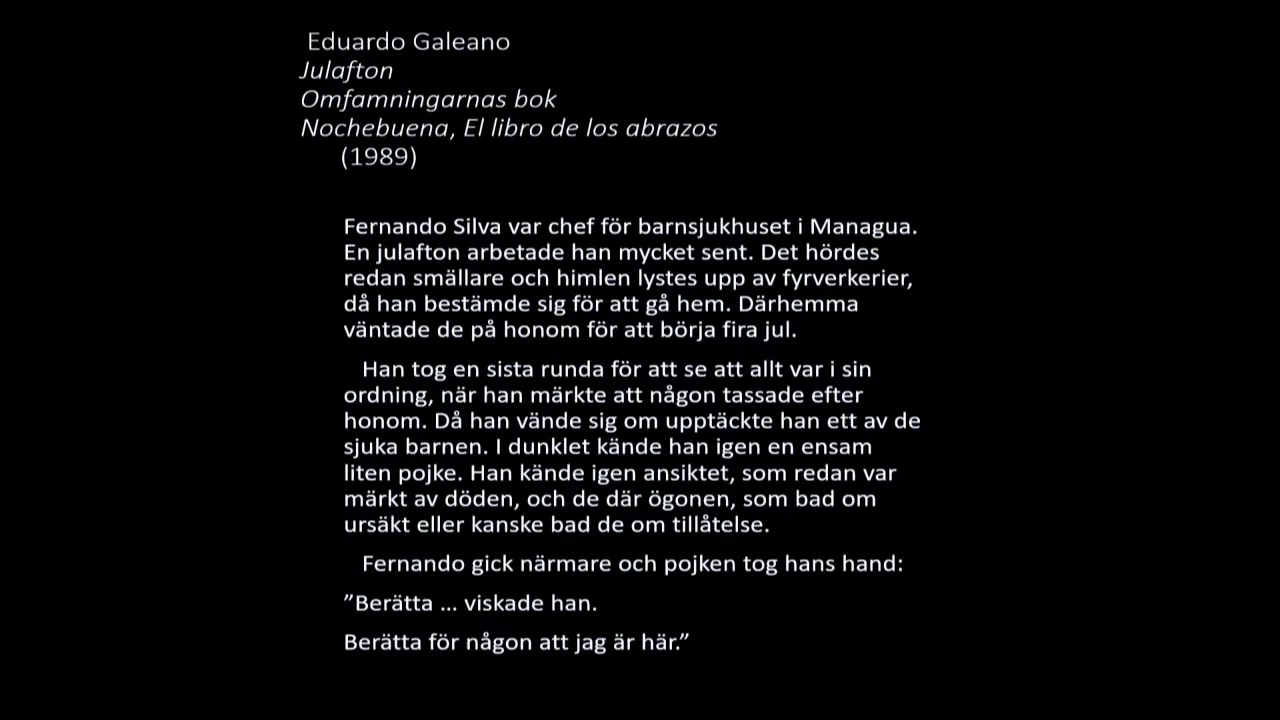 Eduardo Galeano
Julafton
Omfamningarnas bok
Nochebuena, El libro de los abrazos
(1989)
Fernando Silva var chef för barnsjukhuset i Managua.
En julafton arbetade han mycket sent. Det hördes
redan smällare och himlen lystes upp av fyrverkerier,
då han bestämde sig för att gå hem. Därhemma
väntade de på honom för att börja fira jul.
Han tog en sista runda för att se att allt var i sin
ordning, när han märkte att någon tassade efter
honom. Då han vände sig om upptäckte han ett av de
sjuka barnen. I dunklet kände han igen en ensam
liten pojke. Han kände igen ansiktet, som redan var
märkt av döden, och de där ögonen, som bad om
ursäkt eller kanske bad de om tillåtelse.
Fernando gick närmare och pojken tog hans hand:
”Berätta ... viskade han.
Berätta för någon att jag är här.”